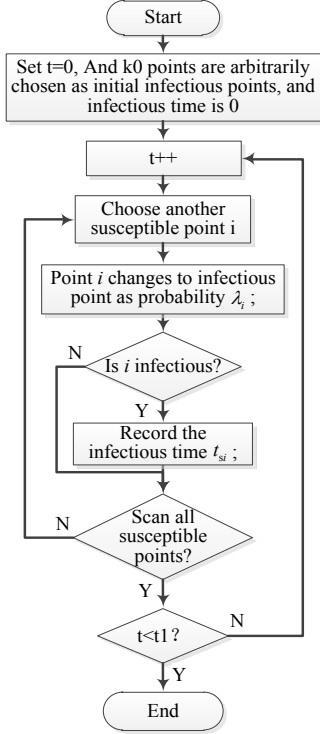 Start
Set t=0, And k0 points are arbitrarily
chosen as initial infectious points, and
infectious time is 0
t++
Choose another
susceptible point i
Point i changes to infectious
point as probability λi ;
N
Is i infectious?
Y
Record the
infectious time tsi ;
N
Scan all
susceptible
points?
Y
t<t1?
N
Y
End